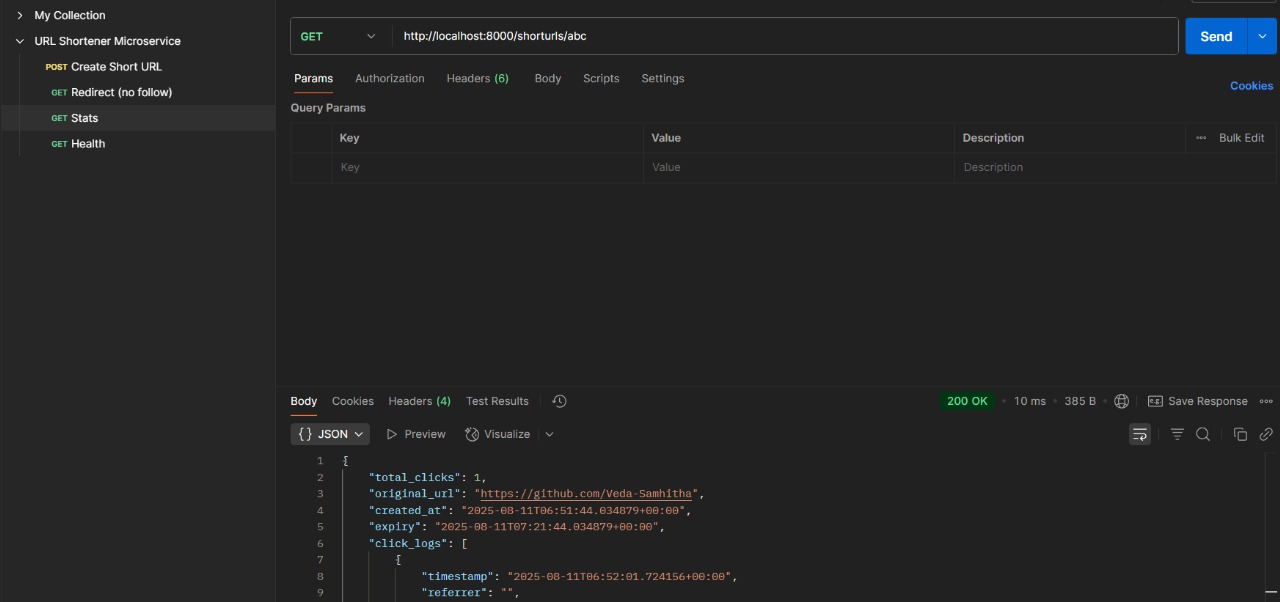 My Collection
URL Shortener Microservice
POST Create Short URL
GET Redirect (no follow)
GET Stats
GET Health
GET http://localhost:8000/shorturls/abc Send
Params Authorization Headers (6) Body Scripts Settings Cookies
Query Params
Key Value Description ••• Bulk Edit
Key Value Description
Body Cookies Headers (4) Test Results 200 OK • 10 ms • 385 B • e.g. Save Response •••
{} JSON Preview Visualize
1 {
2 "total_clicks": 1,
3 "original_url": "https://github.com/Veda-Samhitha",
4 "created_at": "2025-08-11T06:51:44.034879+00:00",
5 "expiry": "2025-08-11T07:21:44.034879+00:00",
6 "click_logs": [
7 {
8 "timestamp": "2025-08-11T06:52:01.724156+00:00",
9 "referrer": "",